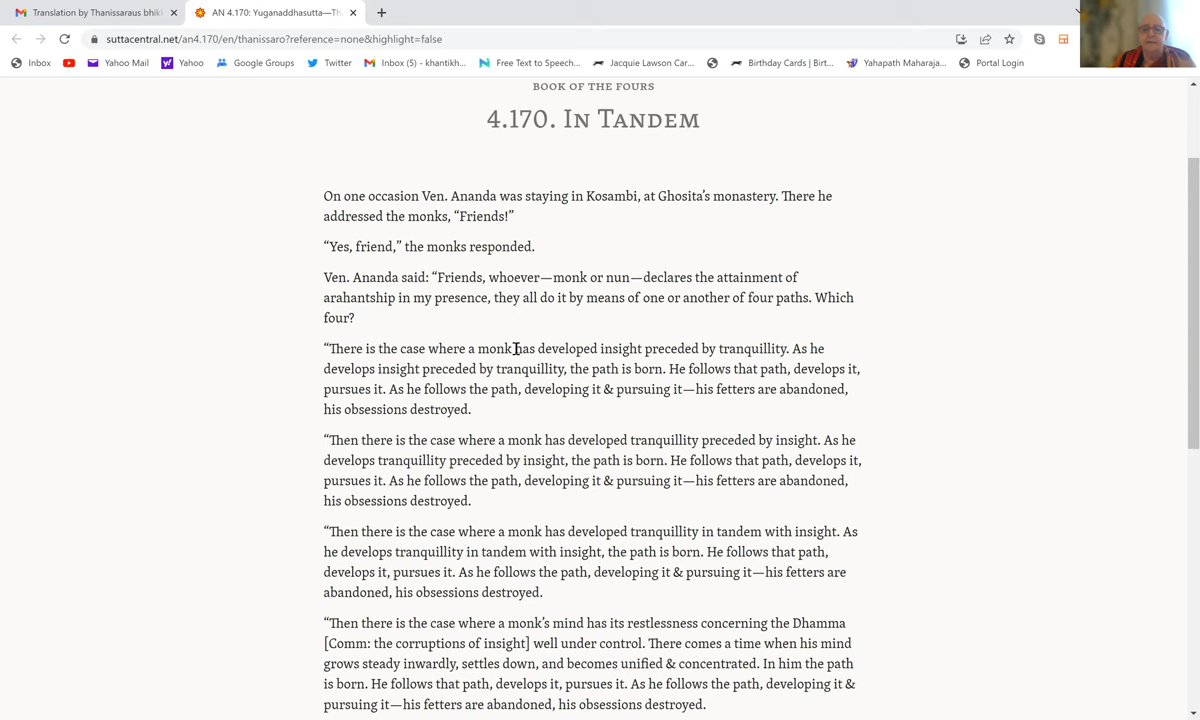 Translation by Thanissaraus bhikk
AN 4.170: Yuganaddhasutta—Th
suttacentral.net/an4.170/en/thanissaro?reference=none&highlight=false
Inbox
Yahoo Mail
Yahoo
Google Groups
Twitter
Inbox (5) - khantikh...
Free Text to Speech...
Jacquie Lawson Car...
Birthday Cards | Birt...
Yahapath Maharaja...
Portal Login
BOOK OF THE FOURS
4.170. In Tandem
On one occasion Ven. Ananda was staying in Kosambi, at Ghosita’s monastery. There he
addressed the monks, “Friends!”
“Yes, friend,” the monks responded.
Ven. Ananda said: “Friends, whoever—monk or nun—declares the attainment of
arahantship in my presence, they all do it by means of one or another of four paths. Which
four?
“There is the case where a monk has developed insight preceded by tranquillity. As he
develops insight preceded by tranquillity, the path is born. He follows that path, develops it,
pursues it. As he follows the path, developing it & pursuing it—his fetters are abandoned,
his obsessions destroyed.
“Then there is the case where a monk has developed tranquillity preceded by insight. As he
develops tranquillity preceded by insight, the path is born. He follows that path, develops it,
pursues it. As he follows the path, developing it & pursuing it—his fetters are abandoned,
his obsessions destroyed.
“Then there is the case where a monk has developed tranquillity in tandem with insight. As
he develops tranquillity in tandem with insight, the path is born. He follows that path,
develops it, pursues it. As he follows the path, developing it & pursuing it—his fetters are
abandoned, his obsessions destroyed.
“Then there is the case where a monk’s mind has its restlessness concerning the Dhamma
[Comm: the corruptions of insight] well under control. There comes a time when his mind
grows steady inwardly, settles down, and becomes unified & concentrated. In him the path
is born. He follows that path, develops it, pursues it. As he follows the path, developing it &
pursuing it—his fetters are abandoned, his obsessions destroyed.